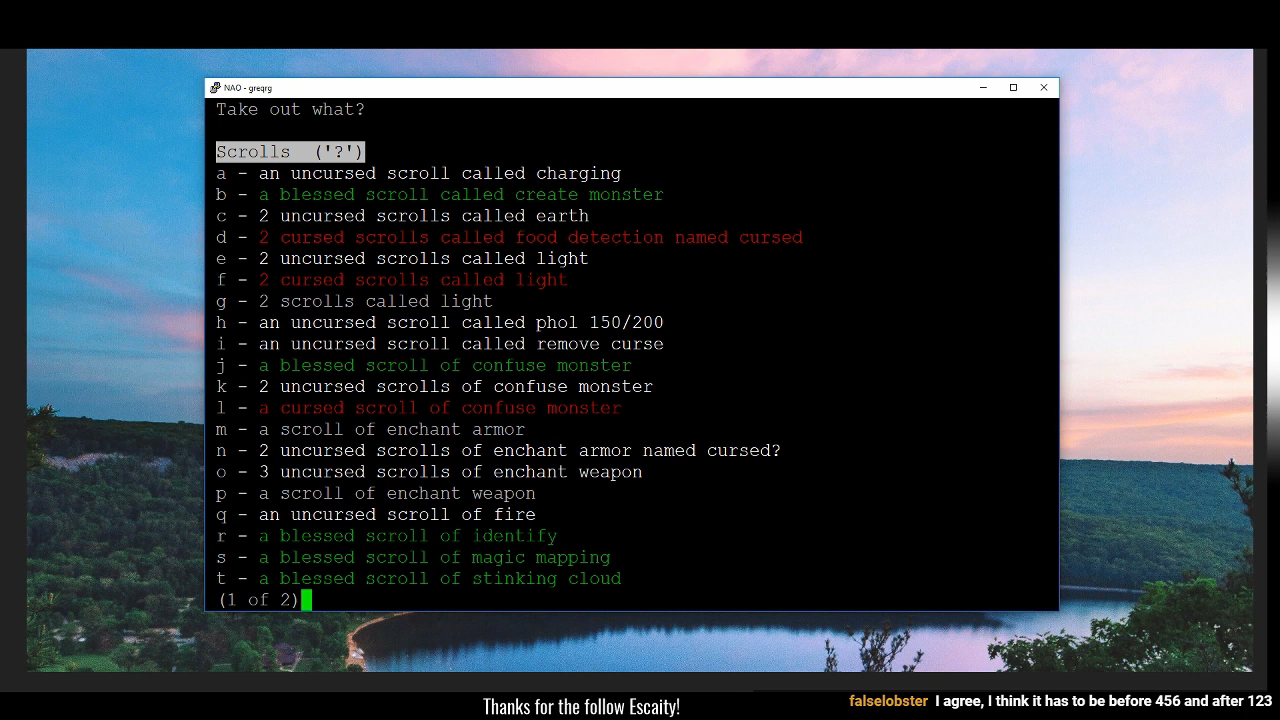 NAO - greqrg
Take out what?
Scrolls ('?')
a - an uncursed scroll called charging
b - a blessed scroll called create monster
c - 2 uncursed scrolls called earth
d - 2 cursed scrolls called food detection named cursed
e - 2 uncursed scrolls called light
f - 2 cursed scrolls called light
g - 2 scrolls called light
h - an uncursed scroll called phol 150/200
i - an uncursed scroll called remove curse
j - a blessed scroll of confuse monster
k - 2 uncursed scrolls of confuse monster
l - a cursed scroll of confuse monster
m - a scroll of enchant armor
n - 2 uncursed scrolls of enchant armor named cursed?
o - 3 uncursed scrolls of enchant weapon
p - a scroll of enchant weapon
q - an uncursed scroll of fire
r - a blessed scroll of identify
s - a blessed scroll of magic mapping
t - a blessed scroll of stinking cloud
(1 of 2)
Thanks for the follow Escaity!
falselobster I agree, I think it has to be before 456 and after 123